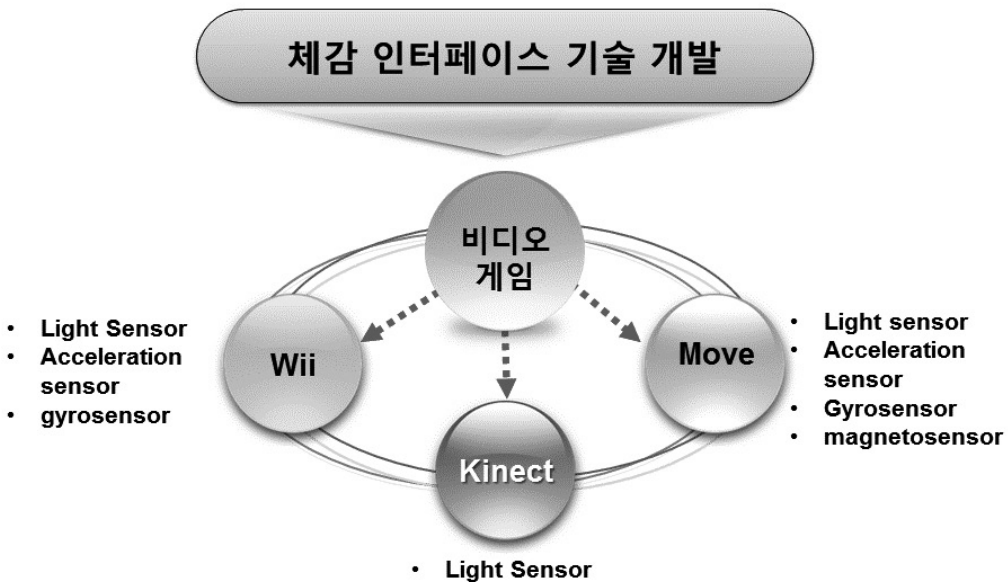 체감 인터페이스 기술 개발
비디오
게임
Wii
• Light Sensor
• Acceleration
sensor
• gyrosensor
Move
• Light sensor
• Acceleration
sensor
• Gyrosensor
• magnetosensor
Kinect
• Light Sensor